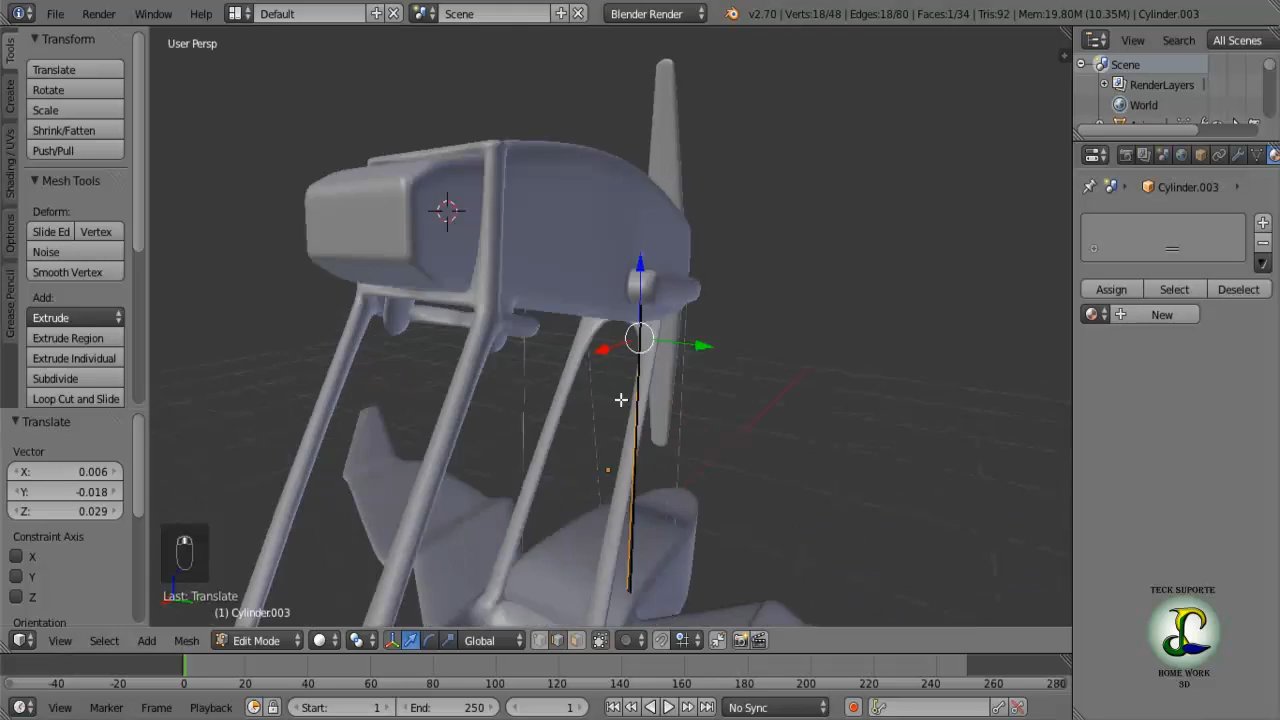 File Render Window Help Default Scene Blender Render v2.70 | Verts:18/48 | Edges:18/80 | Faces:1/34 | Tris:92 | Mem:19.80M (10.35M) | Cylinder.003
Tools
Create
Shading / UVs
Options
Grease Pencil
Transform
Translate
Rotate
Scale
Shrink/Fatten
Push/Pull
Mesh Tools
Deform:
Slide Ed Vertex
Noise
Smooth Vertex
Add:
Extrude
Extrude Region
Extrude Individual
Subdivide
Loop Cut and Slide
Translate
Vector
X: 0.006
Y: -0.018
Z: 0.029
Constraint Axis
X
Y
Z
Orientation
User Persp
Last: Translate
(1) Cylinder.003
View Search All Scenes
Scene
RenderLayers
World
Cylinder.003
Assign Select Deselect
New
TECK SUPORTE
HOME WORK
3D
View Select Add Mesh Edit Mode Global
-40 -20 0 20 40 60 80 100 120 140 160 180 200 220 240 260 280
View Marker Frame Playback Start: 1 End: 250 1 No Sync